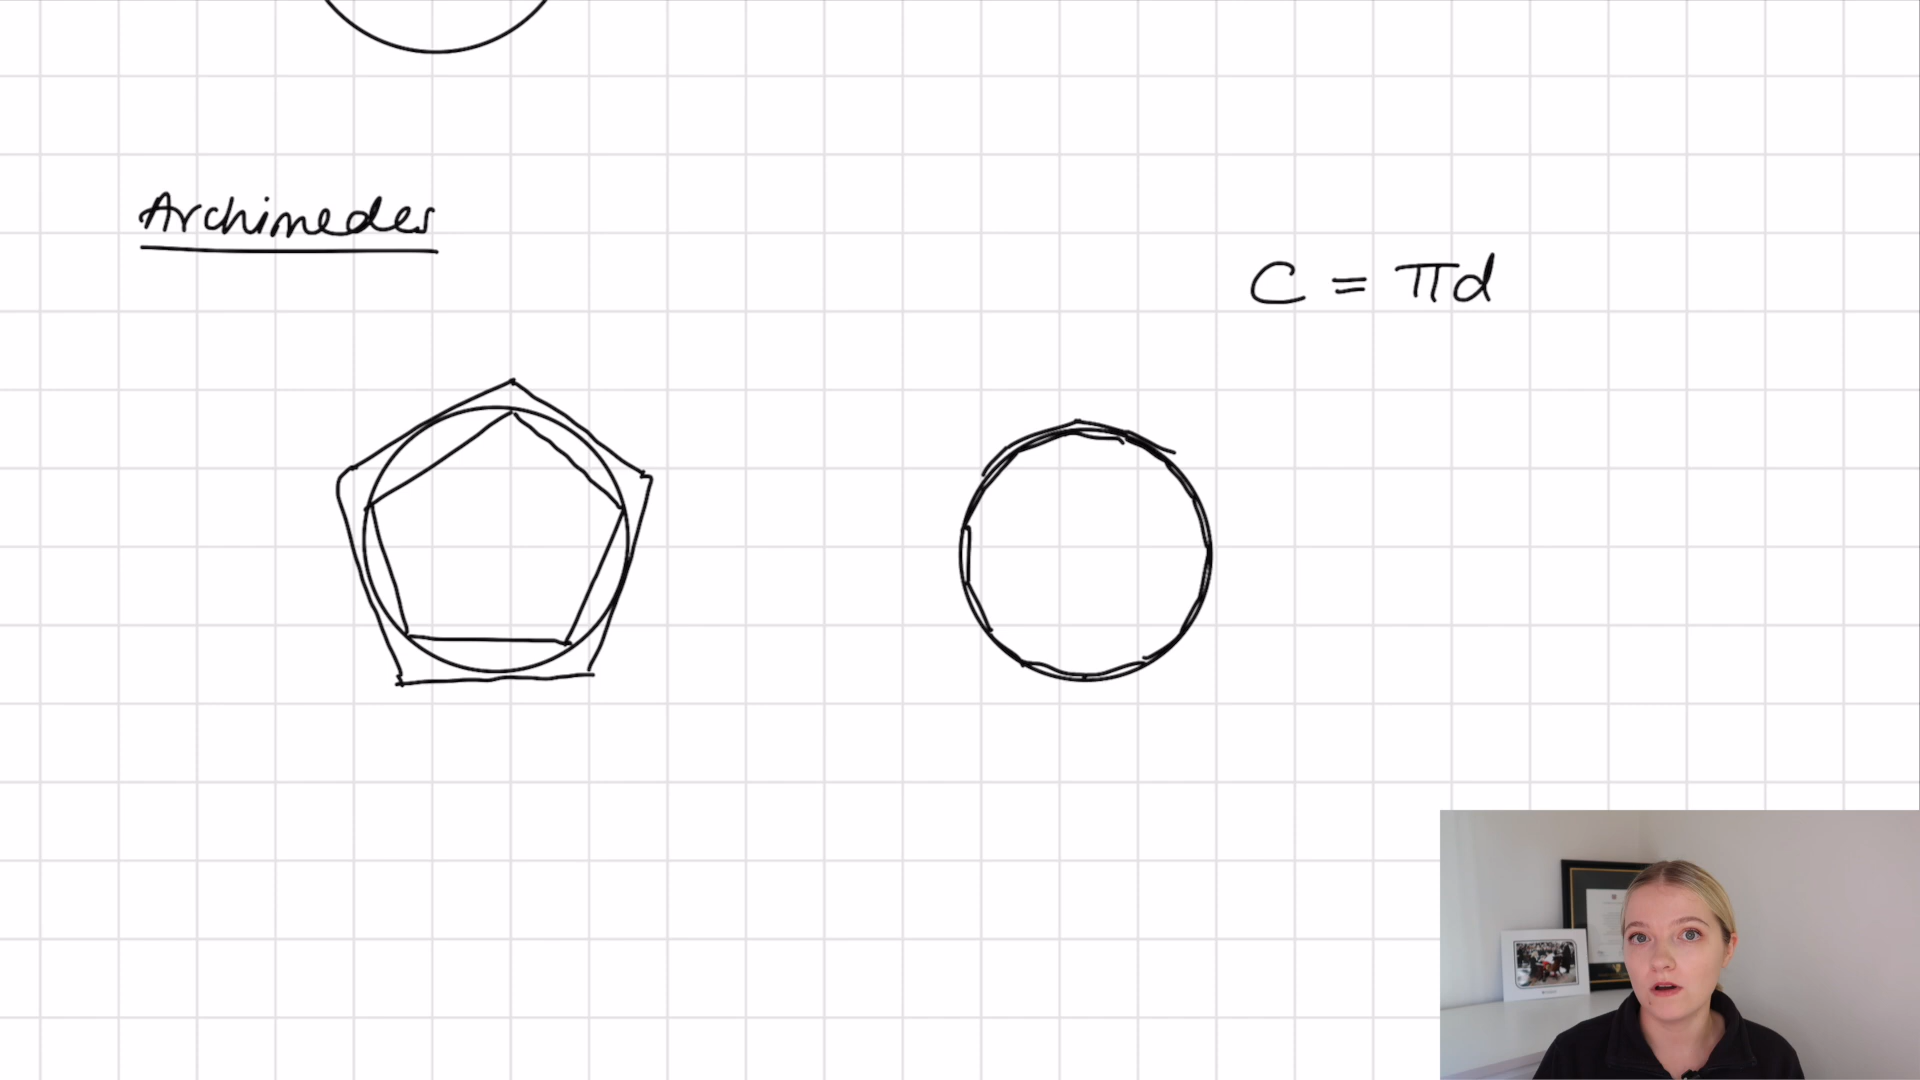 Archimedes
C = πd